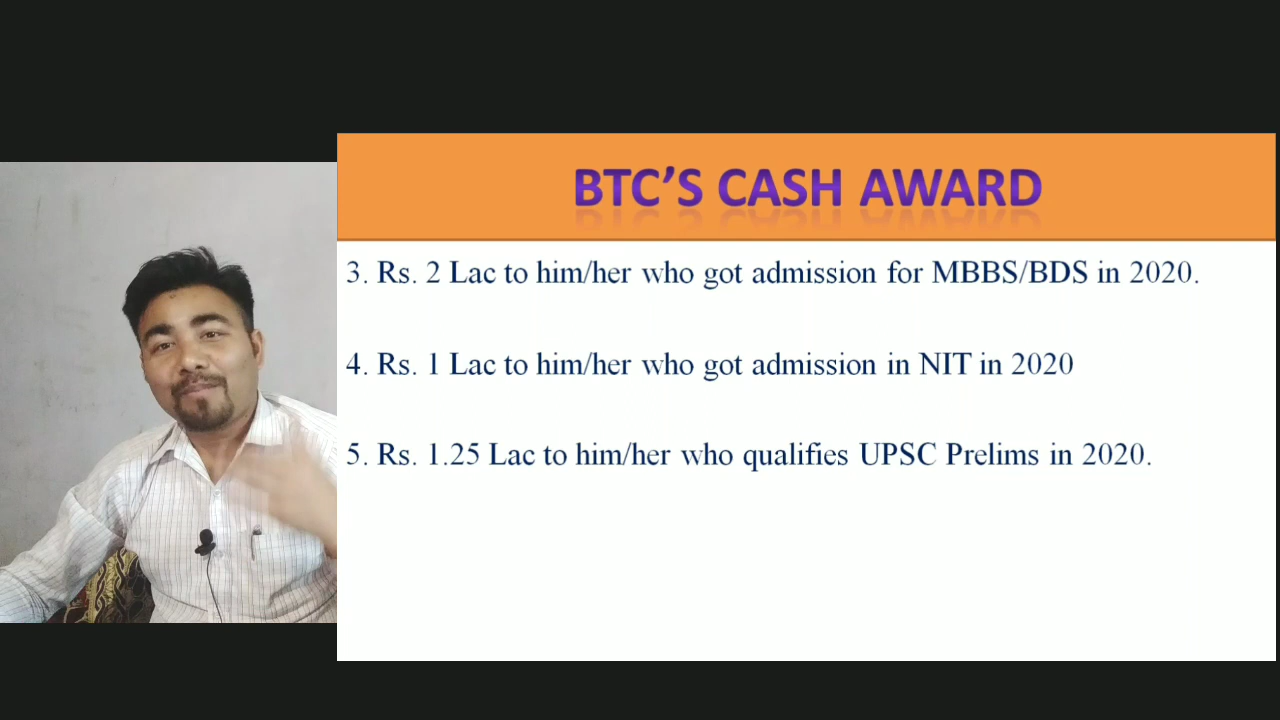 BTC'S CASH AWARD
3. Rs. 2 Lac to him/her who got admission for MBBS/BDS in 2020.
4. Rs. 1 Lac to him/her who got admission in NIT in 2020
5. Rs. 1.25 Lac to him/her who qualifies UPSC Prelims in 2020.